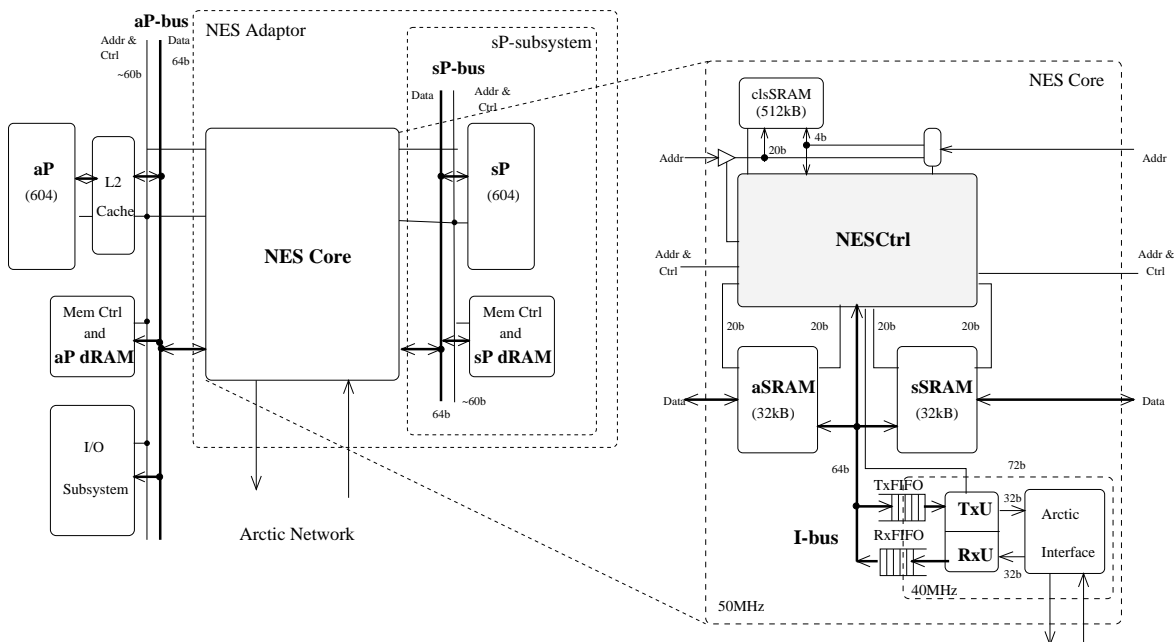 aP-bus
Addr &
Ctrl
~60b
Data
64b
NES Adaptor
sP-subsystem
sP-bus
Data
Addr &
Ctrl
aP
(604)
L2
Cache
NES Core
sP
(604)
Mem Ctrl
and
aP dRAM
Mem Ctrl
and
sP dRAM
64b
~60b
I/O
Subsystem
Arctic Network
NES Core
clsSRAM
(512kB)
4b
20b
Addr
Addr
NESCtrl
Addr &
Ctrl
Addr &
Ctrl
20b
20b
20b
20b
aSRAM
(32kB)
sSRAM
(32kB)
Data
Data
64b
72b
TxFIFO
TxU
32b
Arctic
Interface
I-bus
RxFIFO
RxU
32b
40MHz
50MHz